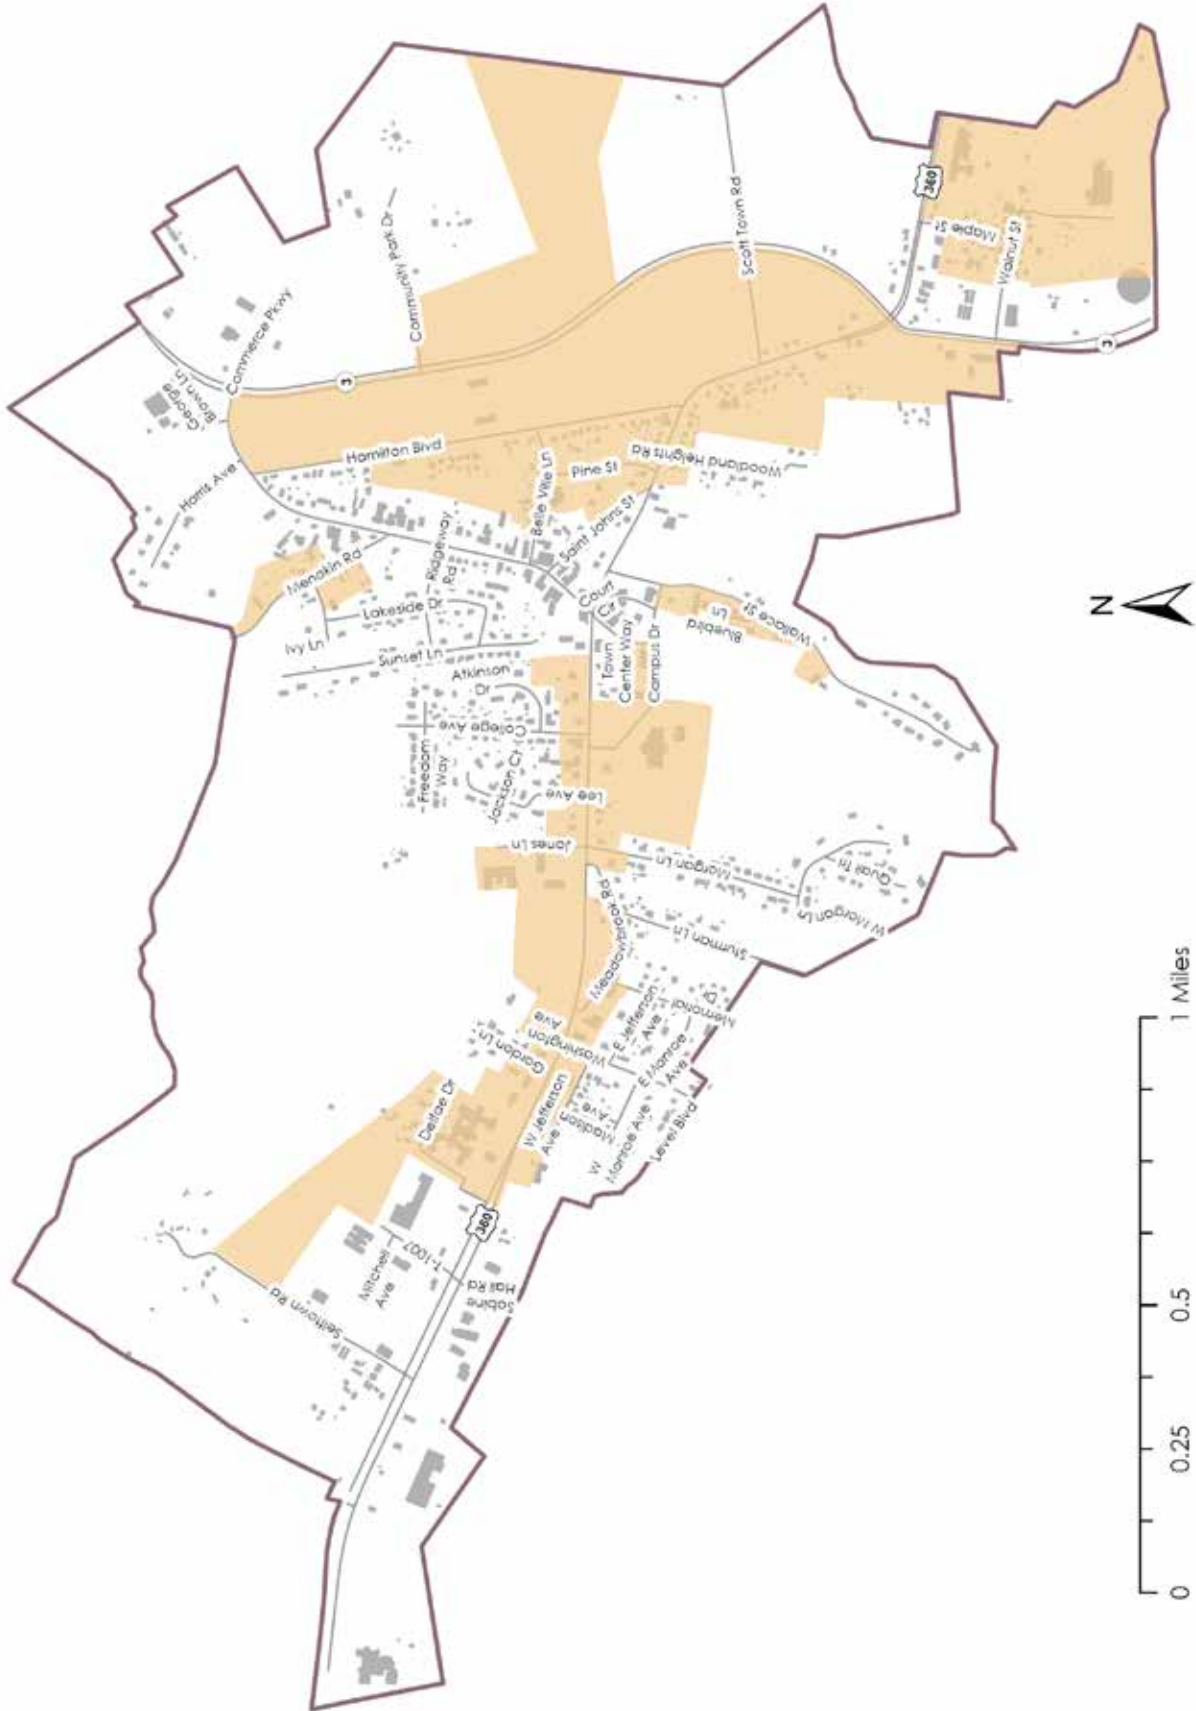 George
Brown Ln
Commerce Pkwy
Harris Ave
3
Community Park Dr
Hamilton Blvd
Scott Town Rd
360
Maple St
Walnut St
3
Belle Ville Ln
Pine St
Woodland Heights Rd
Saint Johns St
Menokin Rd
Ridgeway
Rd
Lakeside Dr
Ivy Ln
Sunset Ln
Court
Cir
Wallace St
Bluebird
Ln
Town
Center Way
Campus Dr
Atkinson
Dr
College Ave
Freedom
Way
Jackson Ct
Lee Ave
Jones Ln
Morgan Ln
Quail Trl
W Morgan Ln
Sturman Ln
Meadowbrook Rd
Memorial
Dr
E Jefferson
Ave
E Monroe
Ave
Washington
Ave
Gordon Ln
W Jefferson
Ave
Madison
Ave
W
Monroe Ave
Level Blvd
Delfae Dr
360
T-1007
Mitchell
Ave
Sabine
Hall Rd
Selftown Rd
N
0
0.25
0.5
1 Miles